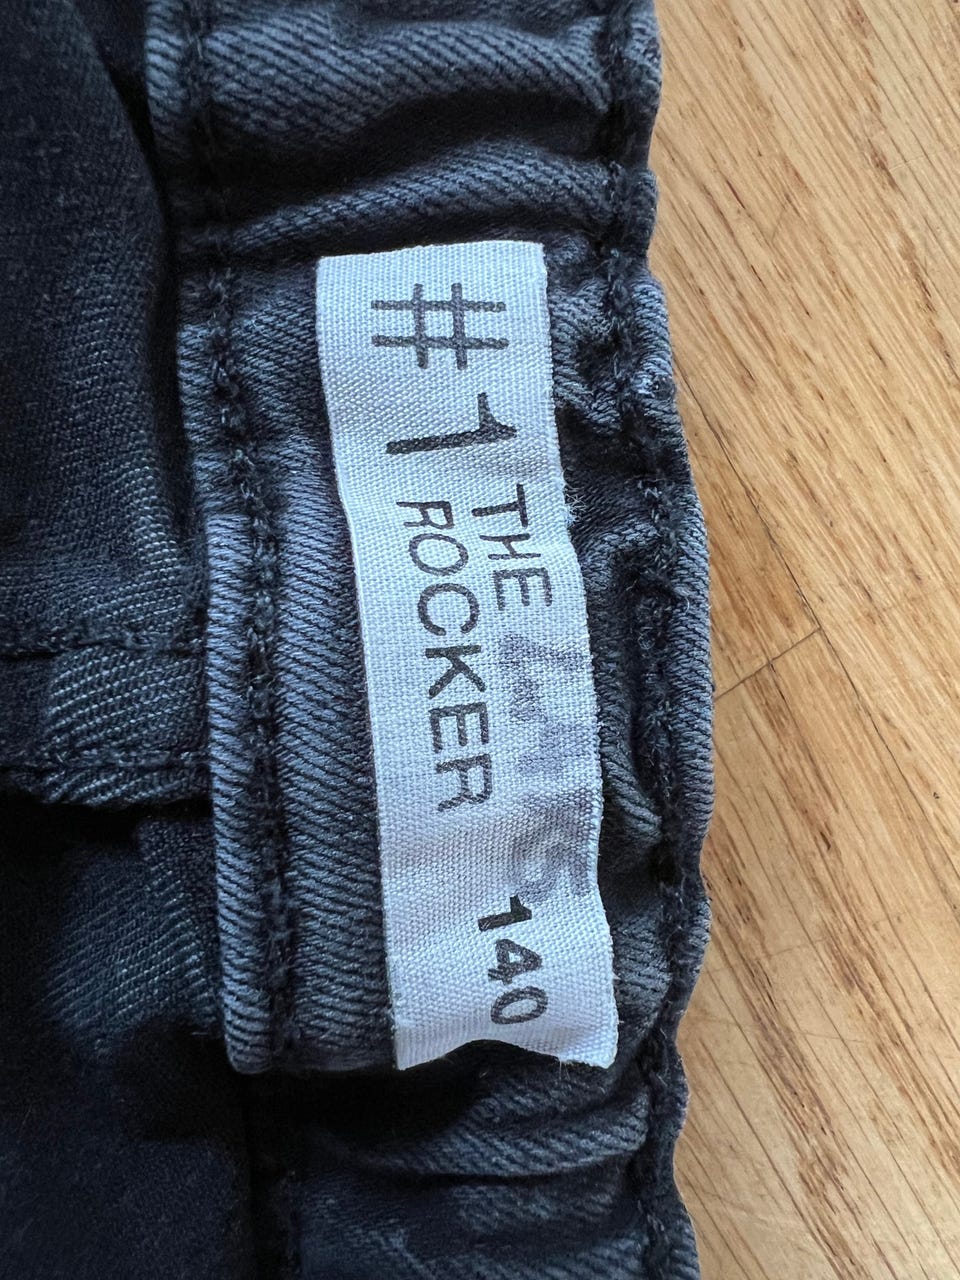 #1 THE
ROCKER
140